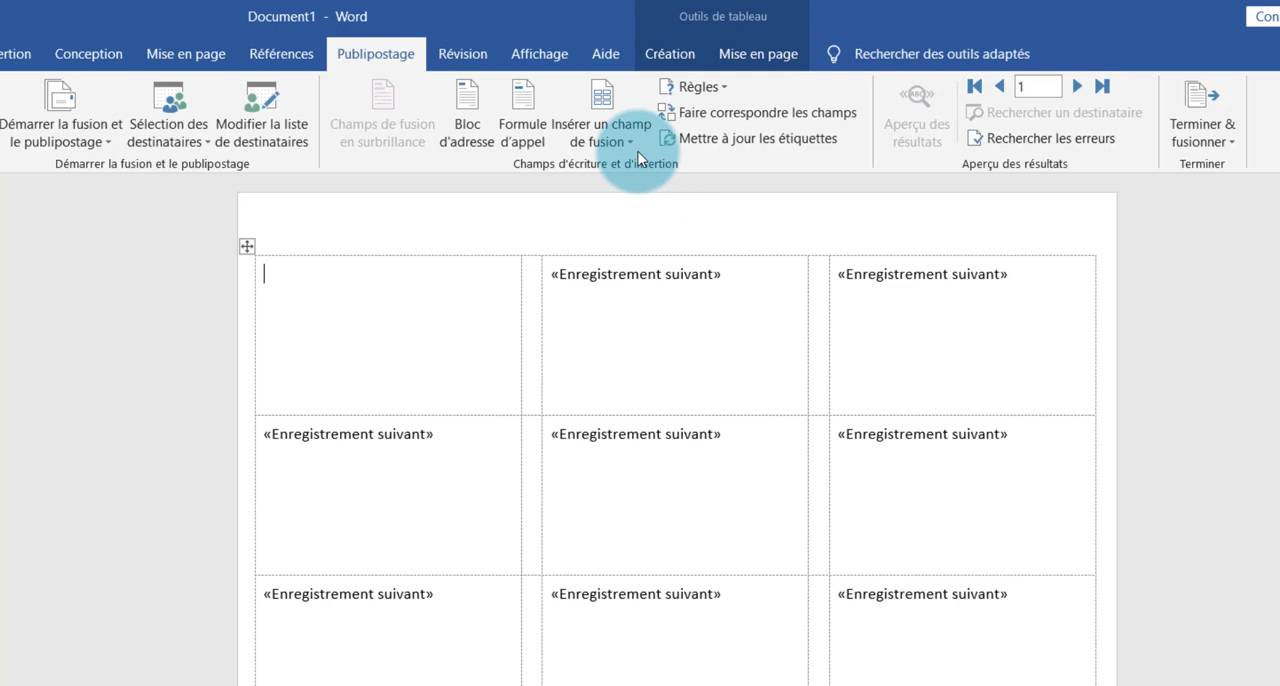 Document1 - Word
Outils de tableau
Con
ertion Conception Mise en page Références Publipostage Révision Affichage Aide Création Mise en page Rechercher des outils adaptés
Démarrer la fusion et
le publipostage
Sélection des
destinataires
Modifier la liste
de destinataires
Démarrer la fusion et le publipostage
Champs de fusion
en surbrillance
Bloc
d'adresse
Formule
d'appel
Insérer un champ
de fusion
Règles
Faire correspondre les champs
Mettre à jour les étiquettes
Champs d'écriture et d'insertion
«ABC»
Aperçu des
résultats
1
Rechercher un destinataire
Rechercher les erreurs
Aperçu des résultats
Terminer &
fusionner
Terminer
«Enregistrement suivant» «Enregistrement suivant»
«Enregistrement suivant» «Enregistrement suivant» «Enregistrement suivant»
«Enregistrement suivant» «Enregistrement suivant» «Enregistrement suivant»